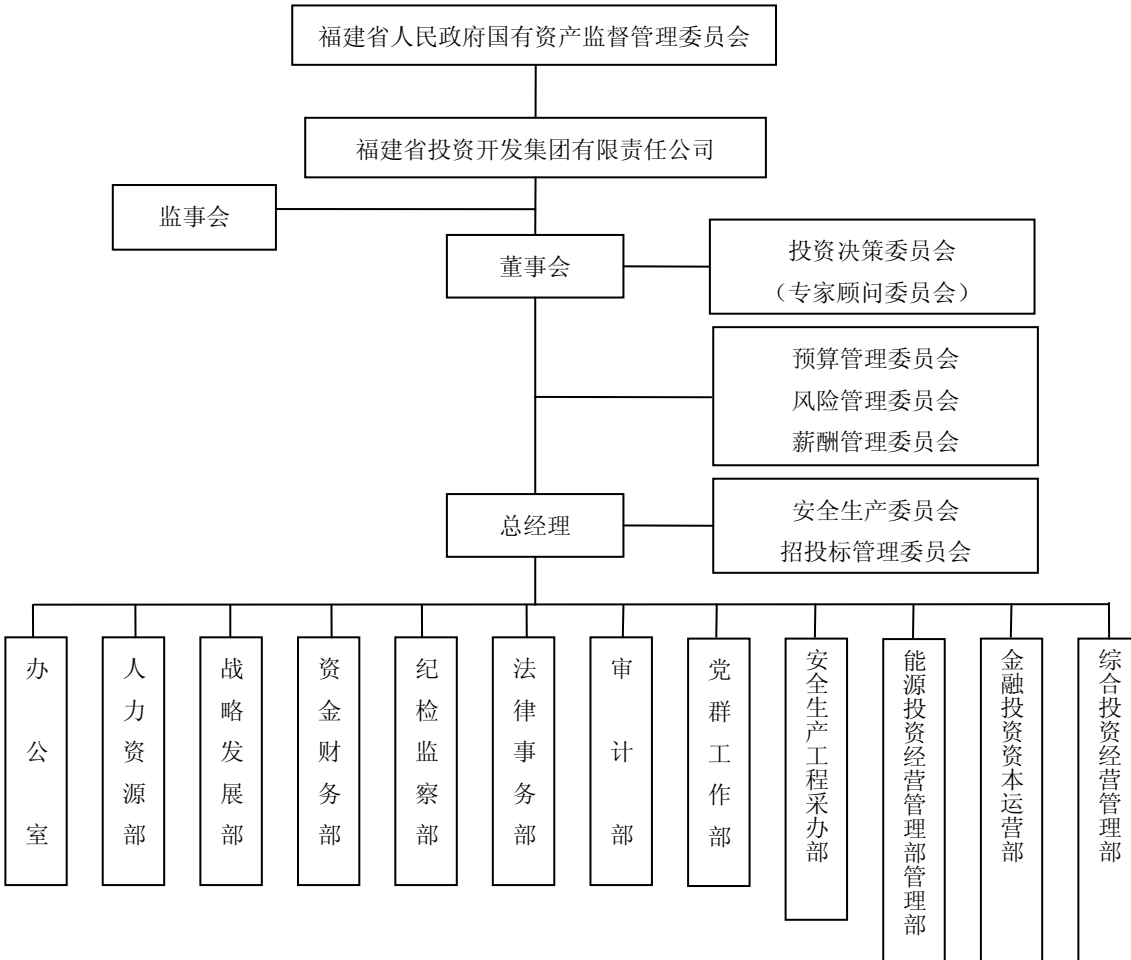 福建省人民政府国有资产监督管理委员会
福建省投资开发集团有限责任公司
监事会
董事会
投资决策委员会
（专家顾问委员会）
预算管理委员会
风险管理委员会
薪酬管理委员会
总经理
安全生产委员会
招投标管理委员会
办公室
人力资源部
战略发展部
资金财务部
纪检监察部
法律事务部
审计部
党群工作部
安全生产工程采办部
能源投资经营管理部管理部
金融投资资本运营部
综合投资经营管理部